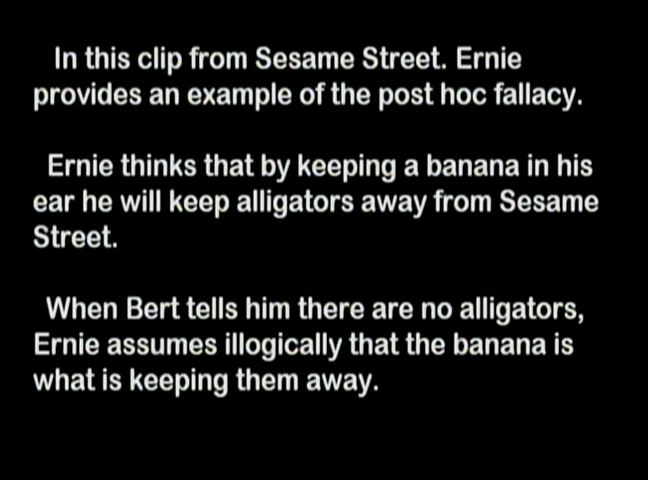 In this clip from Sesame Street. Ernie
provides an example of the post hoc fallacy.
Ernie thinks that by keeping a banana in his
ear he will keep alligators away from Sesame
Street.
When Bert tells him there are no alligators,
Ernie assumes illogically that the banana is
what is keeping them away.